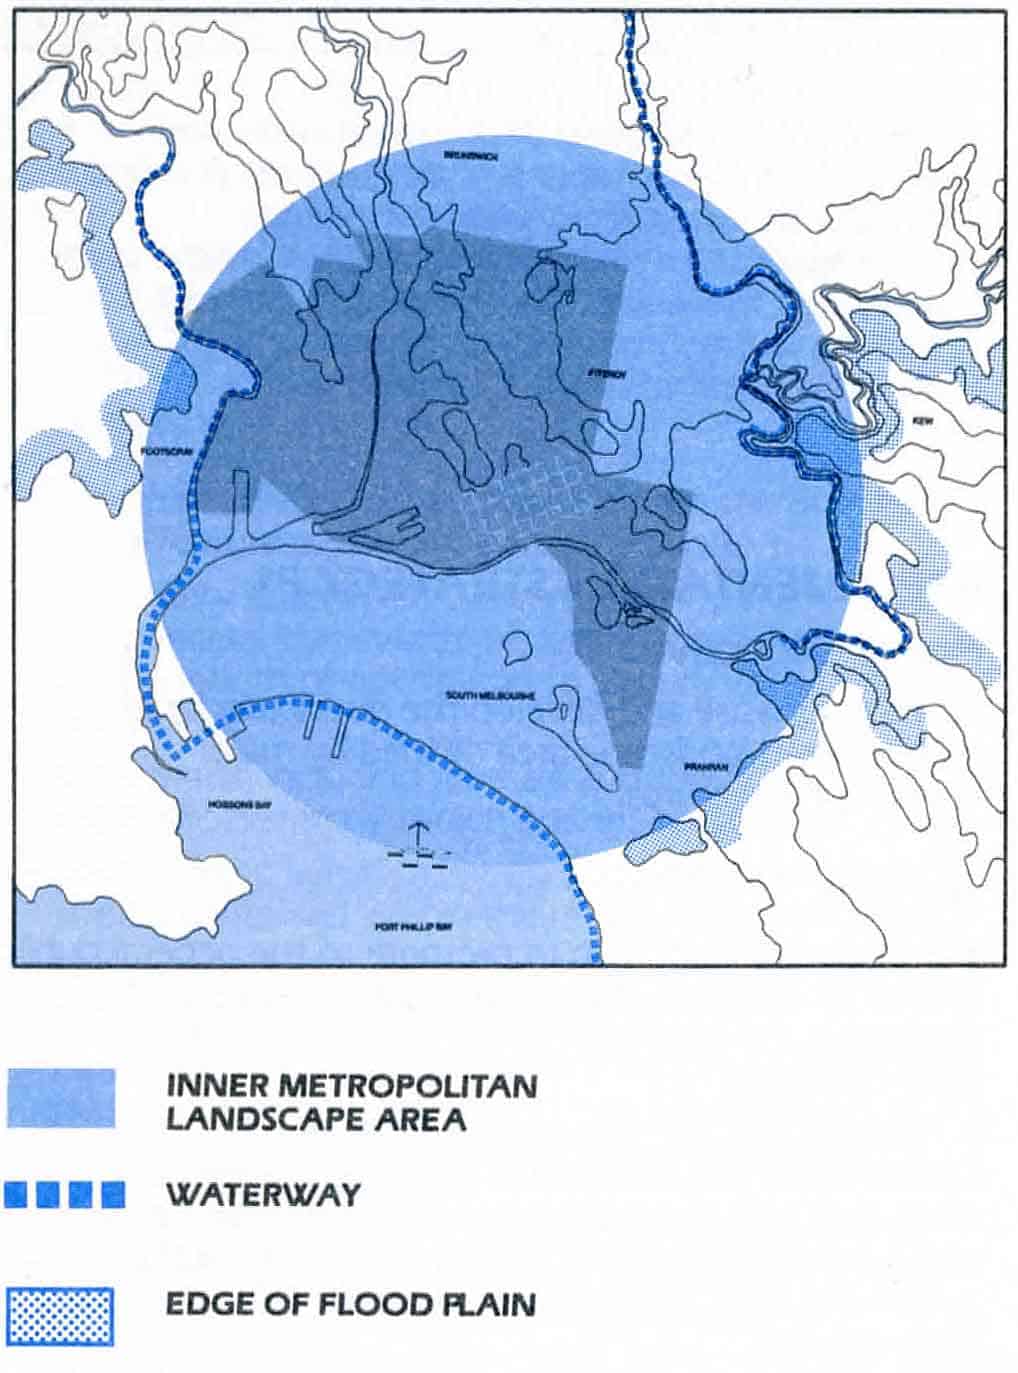 BRUNSWICK
FITZROY
KEW
FOOTSCRAY
SOUTH MELBOURNE
PRAHRAN
HOBSONS BAY
PORT PHILLIP BAY
INNER METROPOLITAN
LANDSCAPE AREA
WATERWAY
EDGE OF FLOOD PLAIN